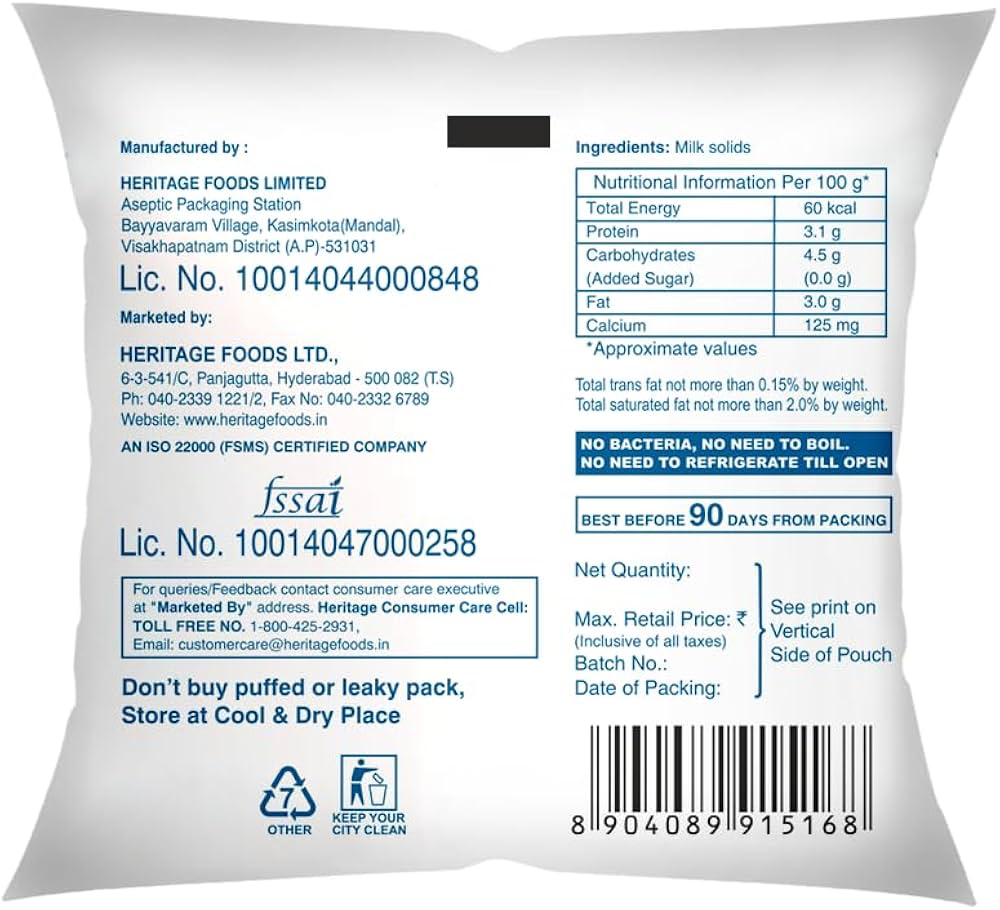 Manufactured by :
HERITAGE FOODS LIMITED
Aseptic Packaging Station
Bayyavaram Village, Kasimkota(Mandal),
Visakhapatnam District (A.P)-531031
Lic. No. 10014044000848
Marketed by:
HERITAGE FOODS LTD.,
6-3-541/C, Panjagutta, Hyderabad - 500 082 (T.S)
Ph: 040-2339 1221/2, Fax No: 040-2332 6789
Website: www.heritagefoods.in
AN ISO 22000 (FSMS) CERTIFIED COMPANY
fssai
Lic. No. 10014047000258
For queries/Feedback contact consumer care executive
at "Marketed By" address. Heritage Consumer Care Cell:
TOLL FREE NO. 1-800-425-2931,
Email: customercare@heritagefoods.in
Don't buy puffed or leaky pack,
Store at Cool & Dry Place
7
OTHER
KEEP YOUR
CITY CLEAN
Ingredients: Milk solids
Nutritional Information Per 100 g*
Total Energy 60 kcal
Protein 3.1 g
Carbohydrates 4.5 g
(Added Sugar) (0.0 g)
Fat 3.0 g
Calcium 125 mg
*Approximate values
Total trans fat not more than 0.15% by weight.
Total saturated fat not more than 2.0% by weight.
NO BACTERIA, NO NEED TO BOIL.
NO NEED TO REFRIGERATE TILL OPEN
BEST BEFORE 90 DAYS FROM PACKING
Net Quantity:
Max. Retail Price: ₹
(Inclusive of all taxes)
Batch No.:
Date of Packing:
See print on
Vertical
Side of Pouch
8 904089 915168